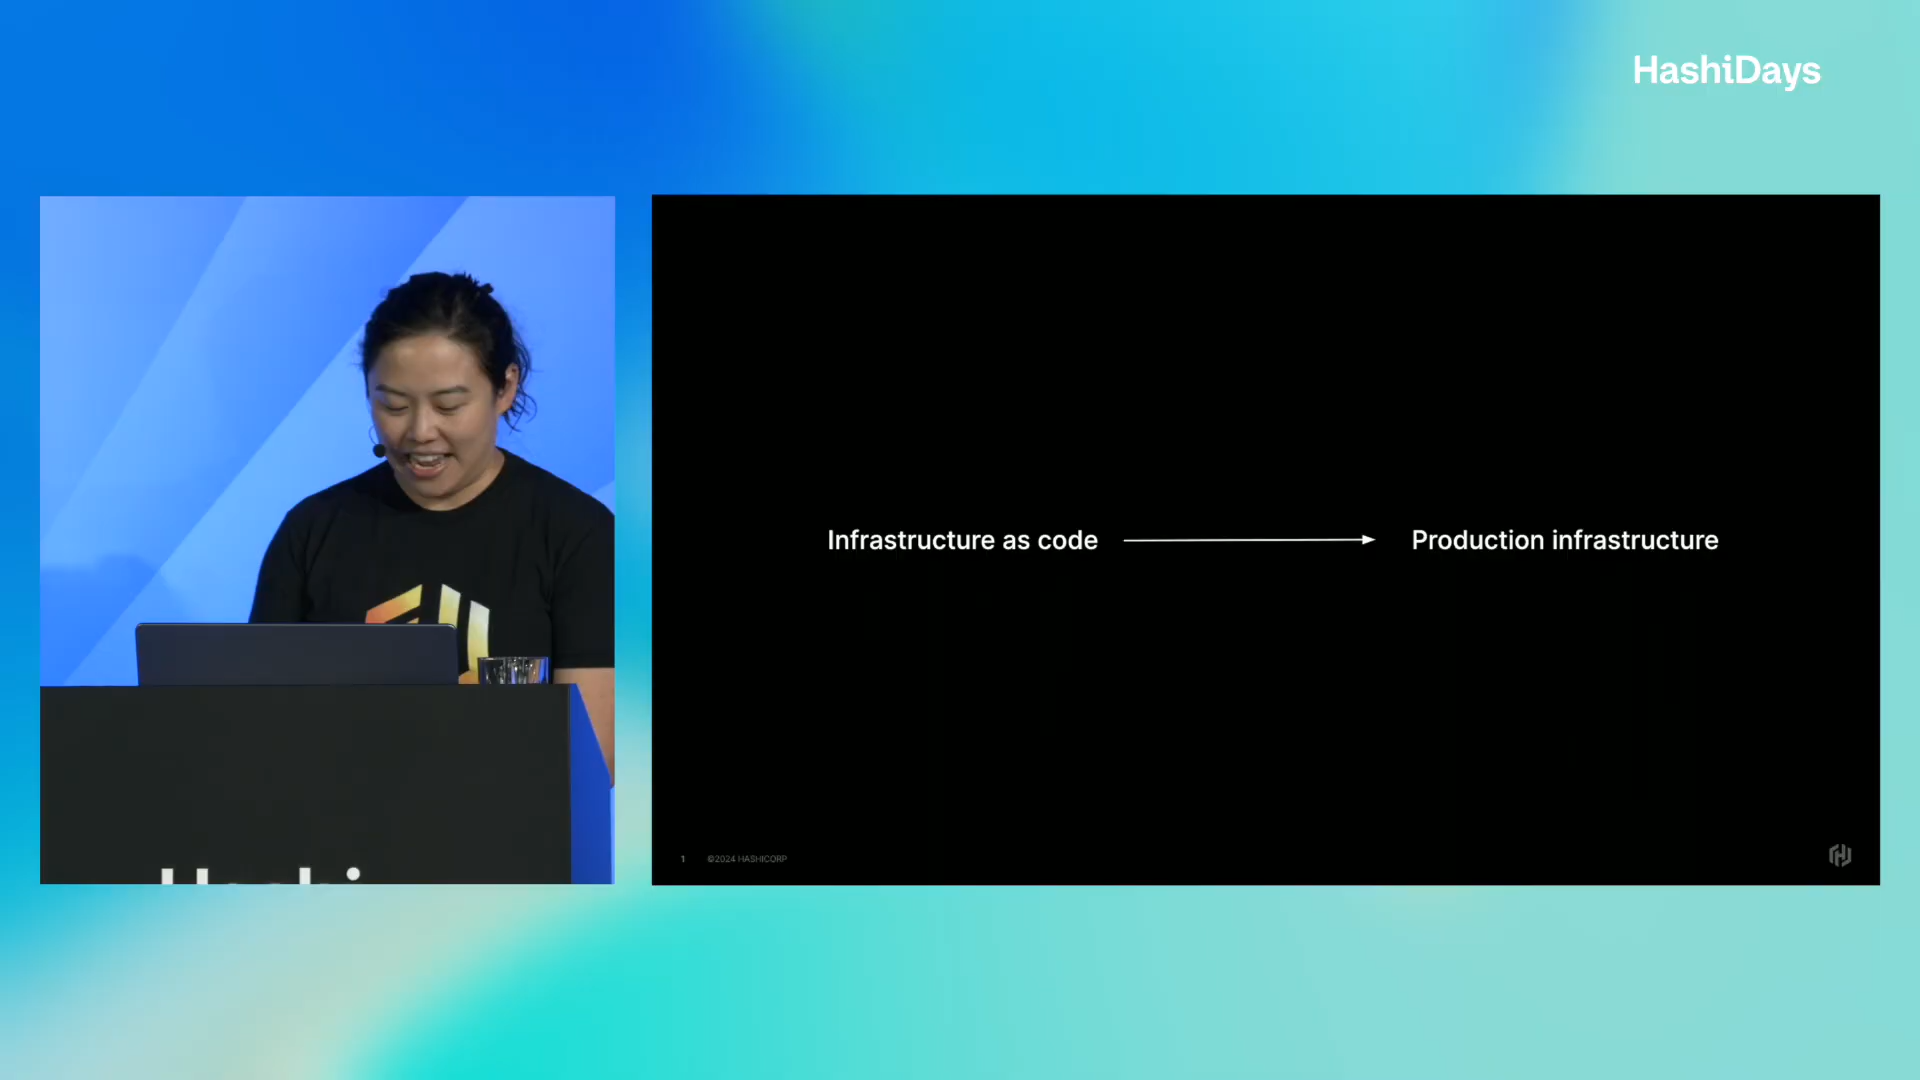 HashiDays
Infrastructure as code
Production infrastructure
1 ©2024 HASHICORP